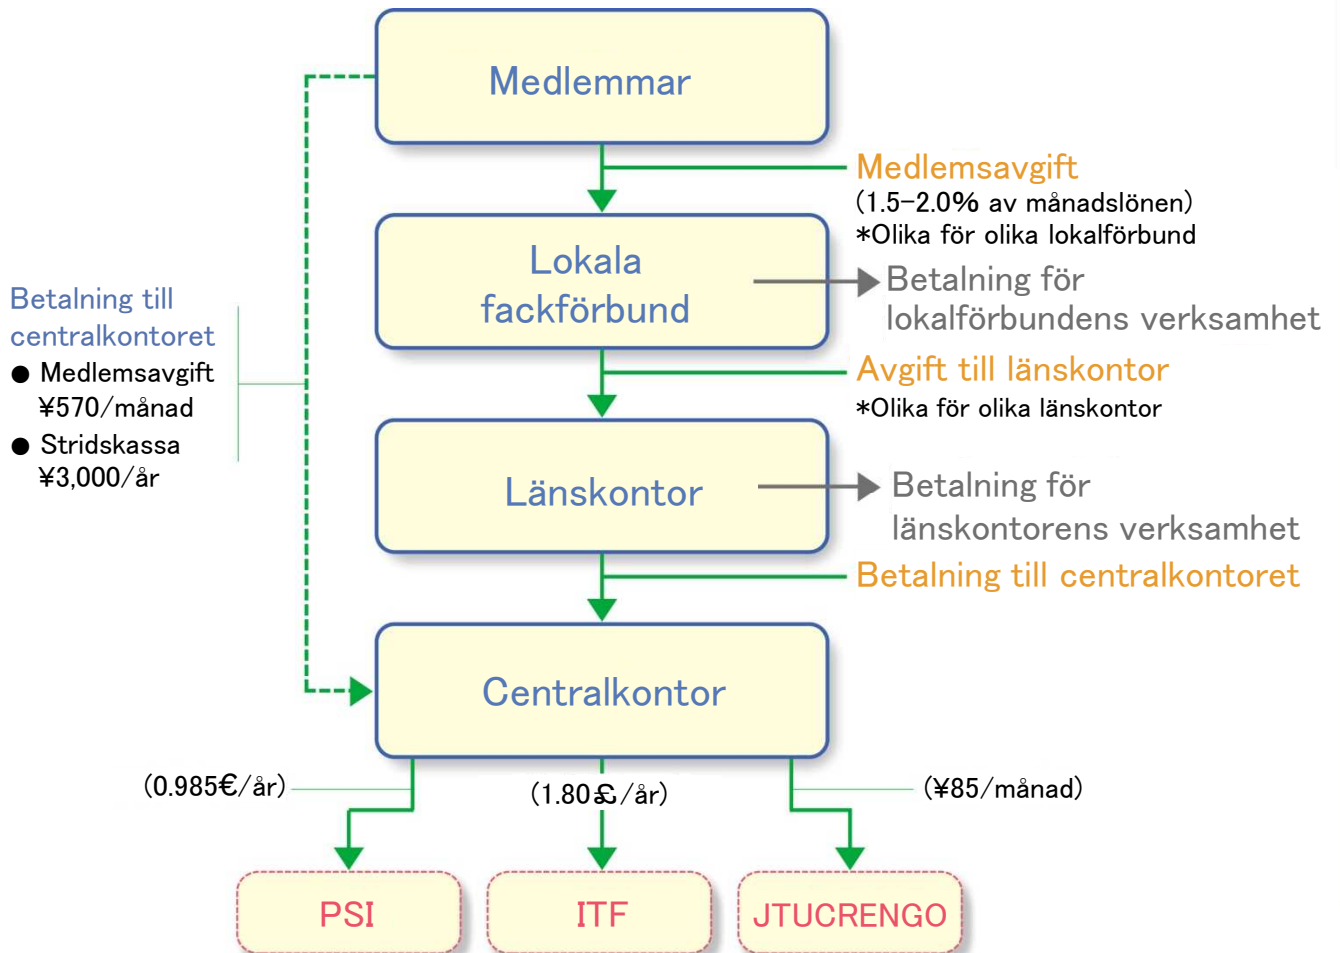 Medlemmar
Medlemsavgift
(1.5-2.0% av månadslönen)
*Olika för olika lokalförbund
Lokala
fackförbund
Betalning för
lokalförbundens verksamhet
Betalning till
centralkontoret
● Medlemsavgift
¥570/månad
● Stridskassa
¥3,000/år
Avgift till länskontor
*Olika för olika länskontor
Länskontor
Betalning för
länskontorens verksamhet
Betalning till centralkontoret
Centralkontor
(0.985€/år)
(1.80£/år)
(¥85/månad)
PSI
ITF
JTUCRENGO